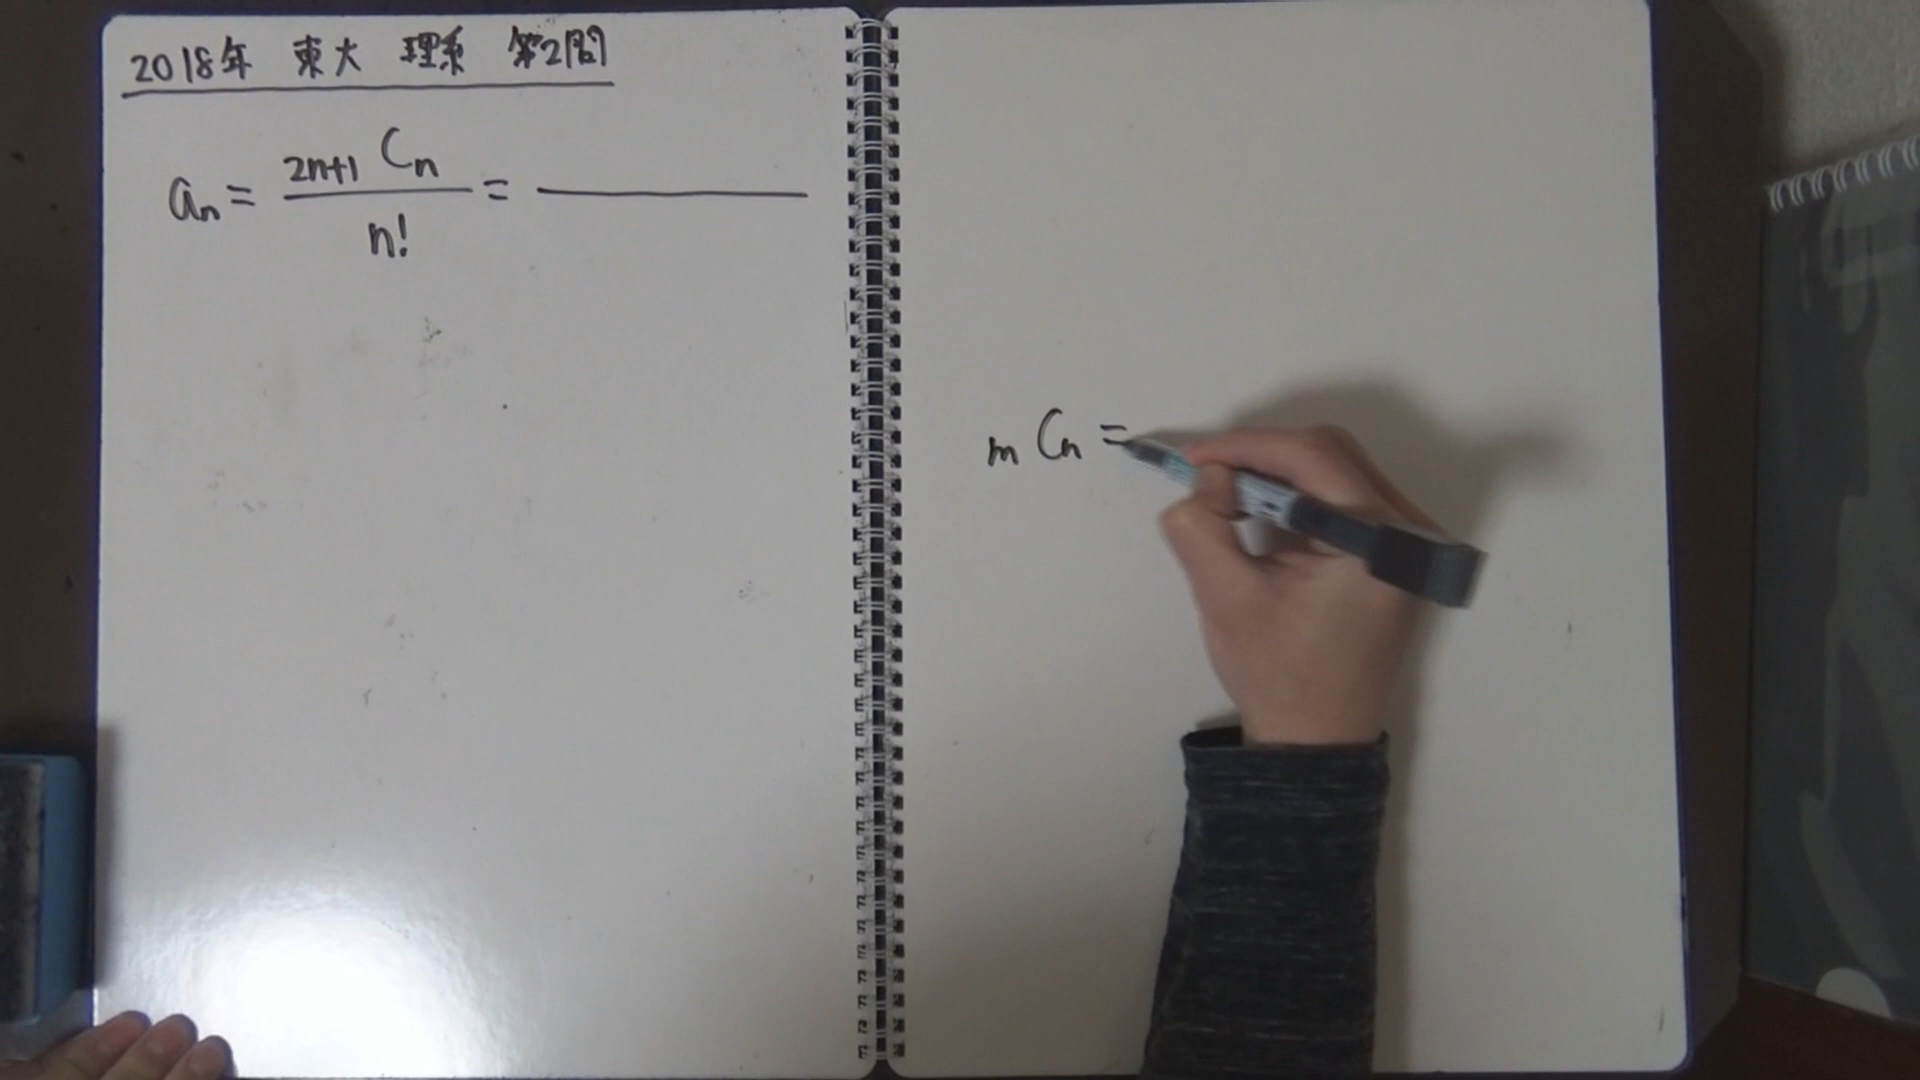 2018年 東大 理系 第2問
aₙ = ₂ₙ₊₁Cₙ / n! =
ₘCₙ =